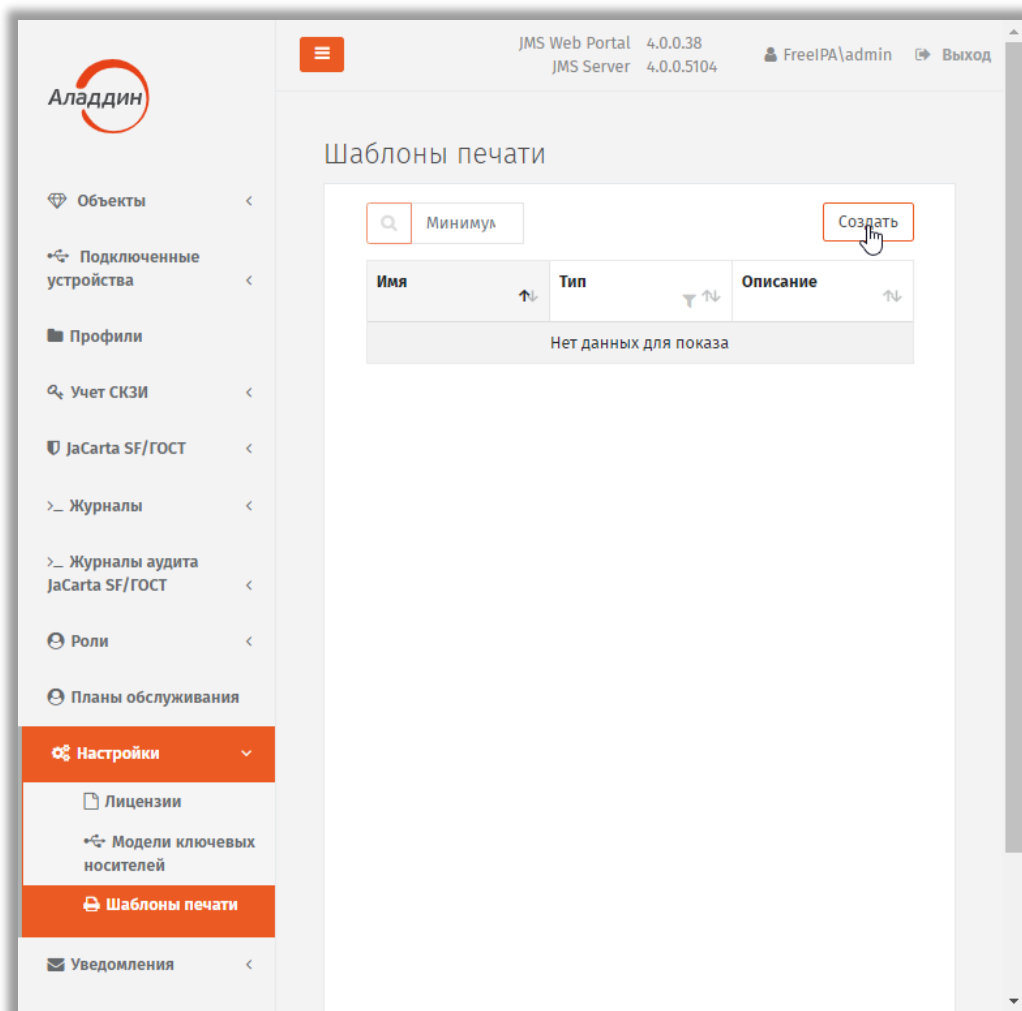 JMS Web Portal 4.0.0.38
JMS Server 4.0.0.5104
FreeIPA\admin
Выход
Аладдин
Объекты
Подключенные
устройства
Профили
Учет СКЗИ
JaCarta SF/ГОСТ
>_ Журналы
>_ Журналы аудита
JaCarta SF/ГОСТ
Роли
Планы обслуживания
Настройки
Лицензии
Модели ключевых
носителей
Шаблоны печати
Уведомления
Шаблоны печати
Минимум
Создать
Имя Тип Описание
Нет данных для показа